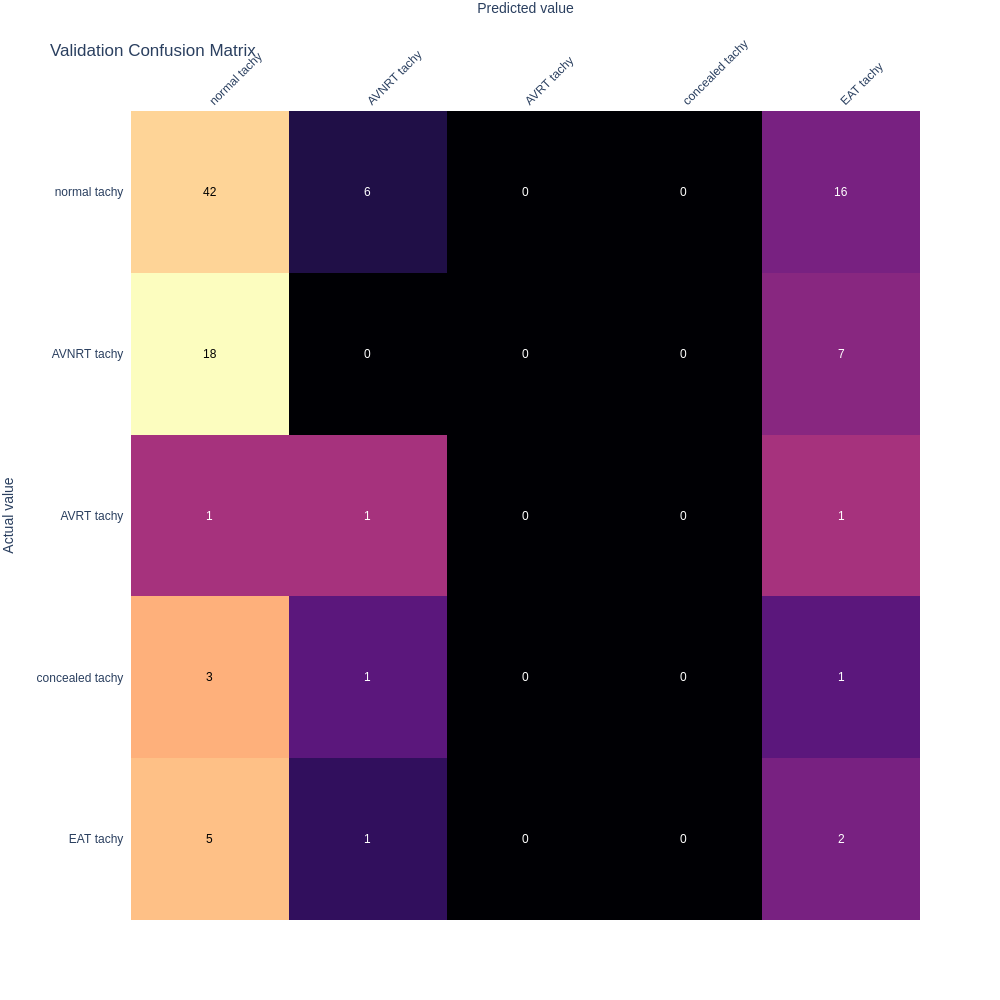 Predicted value
Validation Confusion Matrix
normal tachy AVNRT tachy AVRT tachy concealed tachy EAT tachy
normal tachy 42 6 0 0 16
AVNRT tachy 18 0 0 0 7
AVRT tachy 1 1 0 0 1
concealed tachy 3 1 0 0 1
EAT tachy 5 1 0 0 2
Actual value